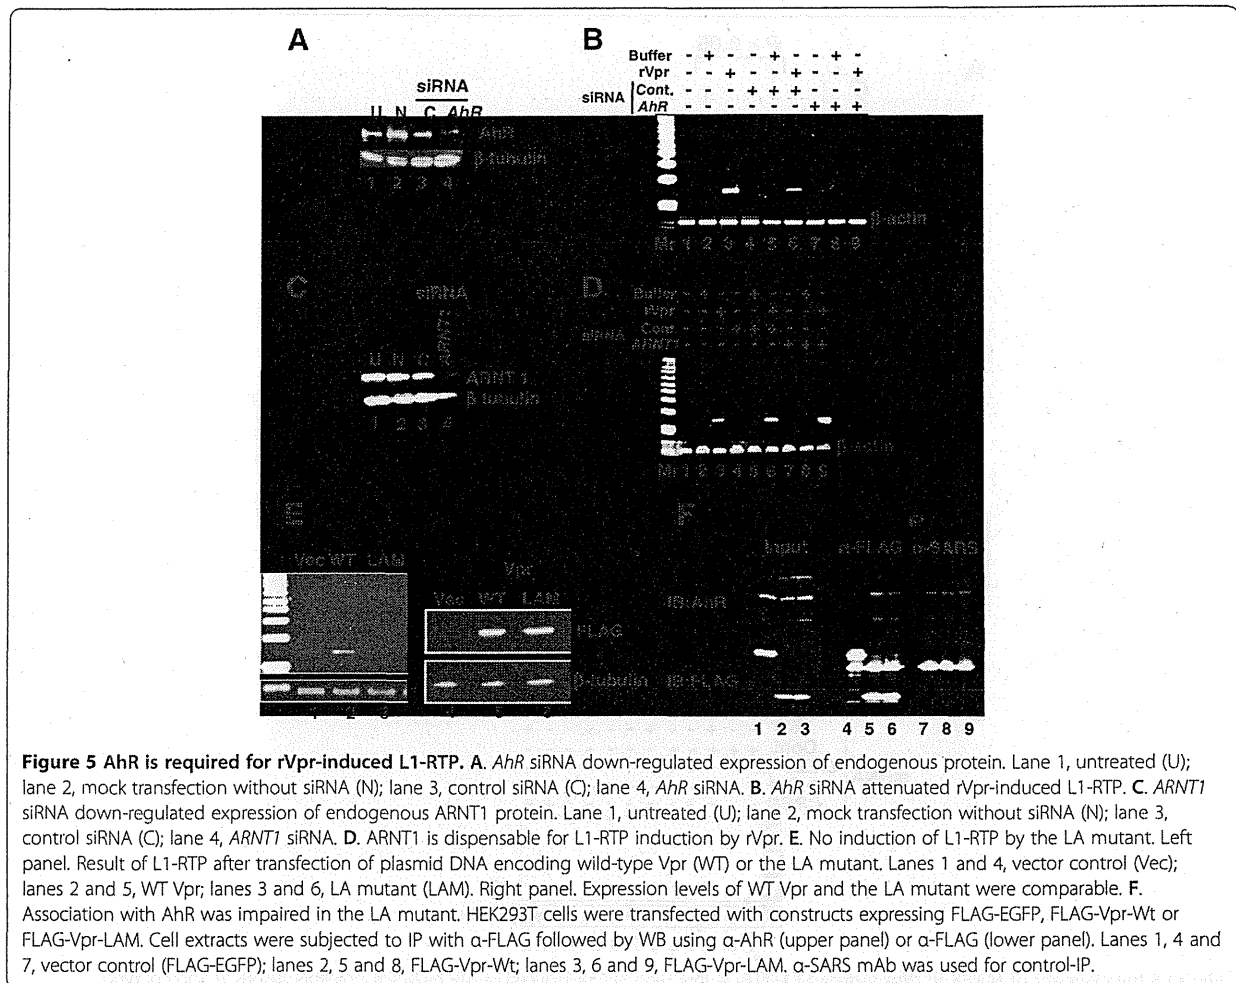 A
siRNA
U N C AhR
AhR
β-tubulin
1 2 3 4
B
Buffer - + - - + - - + -
rVpr - - + - - + - - +
siRNA
Cont. - - - + + + - - -
AhR - - - - - - + + +
β-actin
Mr 1 2 3 4 5 6 7 8 9
C
siRNA
U N C ARNT1
ARNT 1
β-tubulin
1 2 3 4
D
Buffer
rVpr
siRNA
Cont.
ARNT1
β-actin
Mr 1 2 3 4 5 6 7 8 9
E
Vec WT LAM
1 2 3
Vpr
Vec WT LAM
FLAG
β-tubulin
4 5 6
F
Input α-FLAG α-SARS
IB:AhR
IB:FLAG
1 2 3 4 5 6 7 8 9
Figure 5 AhR is required for rVpr-induced L1-RTP. A. AhR siRNA down-regulated expression of endogenous protein. Lane 1, untreated (U);
lane 2, mock transfection without siRNA (N); lane 3, control siRNA (C); lane 4, AhR siRNA. B. AhR siRNA attenuated rVpr-induced L1-RTP. C. ARNT1
siRNA down-regulated expression of endogenous ARNT1 protein. Lane 1, untreated (U); lane 2, mock transfection without siRNA (N); lane 3,
control siRNA (C); lane 4, ARNT1 siRNA. D. ARNT1 is dispensable for L1-RTP induction by rVpr. E. No induction of L1-RTP by the LA mutant. Left
panel. Result of L1-RTP after transfection of plasmid DNA encoding wild-type Vpr (WT) or the LA mutant. Lanes 1 and 4, vector control (Vec);
lanes 2 and 5, WT Vpr; lanes 3 and 6, LA mutant (LAM). Right panel. Expression levels of WT Vpr and the LA mutant were comparable. F.
Association with AhR was impaired in the LA mutant. HEK293T cells were transfected with constructs expressing FLAG-EGFP, FLAG-Vpr-Wt or
FLAG-Vpr-LAM. Cell extracts were subjected to IP with α-FLAG followed by WB using α-AhR (upper panel) or α-FLAG (lower panel). Lanes 1, 4 and
7, vector control (FLAG-EGFP); lanes 2, 5 and 8, FLAG-Vpr-Wt; lanes 3, 6 and 9, FLAG-Vpr-LAM. α-SARS mAb was used for control-IP.